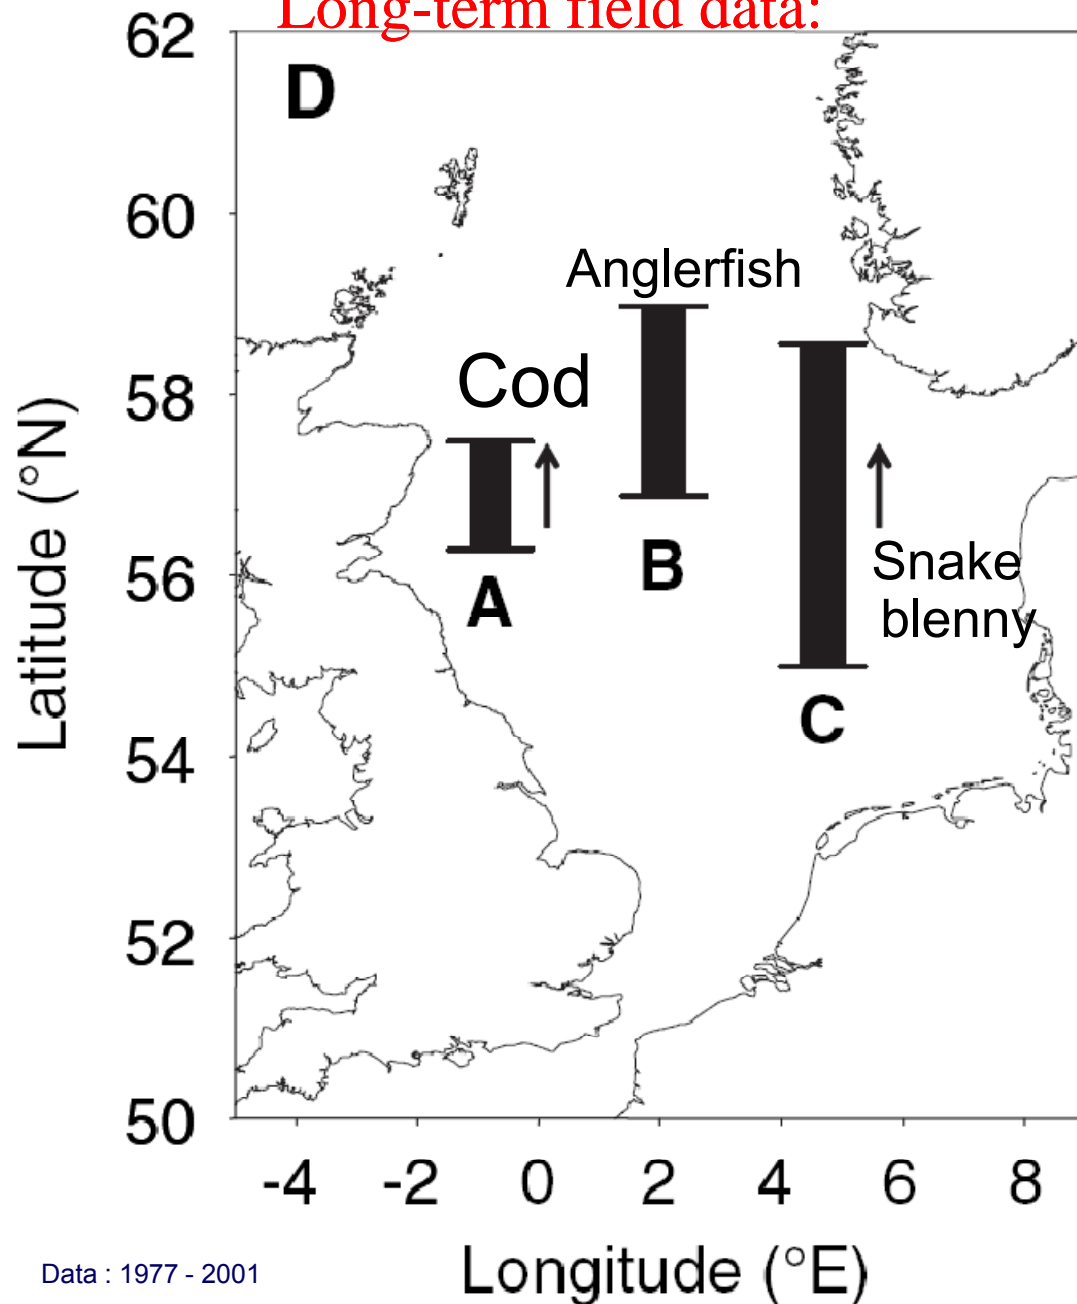 Long-term field data:
62
D
60
Anglerfish
Cod
58
B
A
Snake
blenny
56
C
54
52
50
Latitude (°N)
-4 -2 0 2 4 6 8
Longitude (°E)
Data : 1977 - 2001